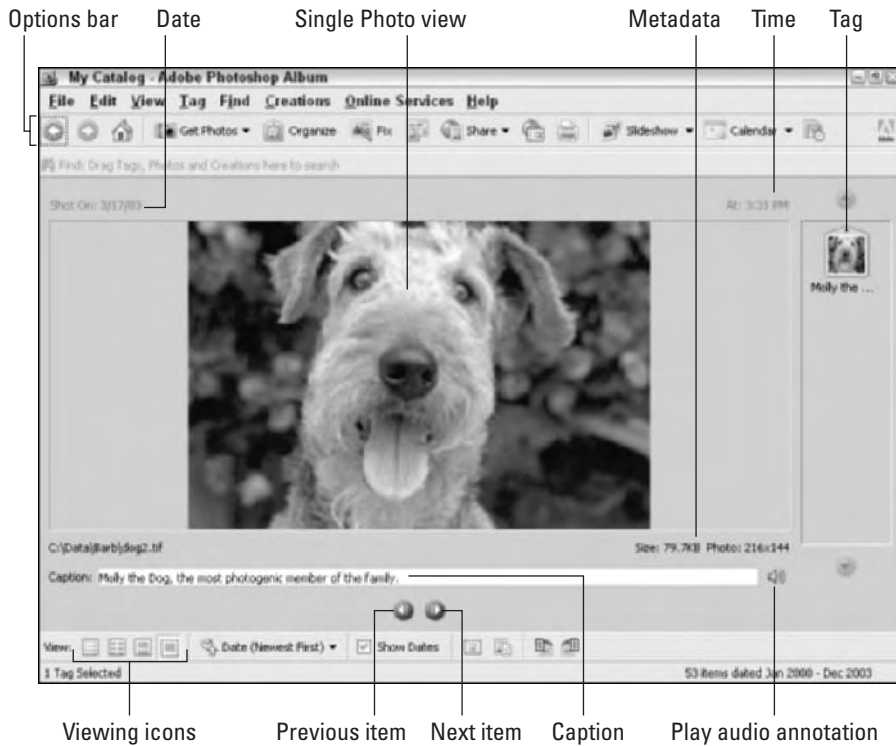 Options bar Date Single Photo view Metadata Time Tag
My Catalog - Adobe Photoshop Album
File Edit View Tag Find Creations Online Services Help
Get Photos Organize Fix Share Slideshow Calendar
Find: Drag Tags, Photos and Creations here to search
Shot On: 3/17/03 At: 3:33 PM
Molly the ...
C:\Data\Barb\dog2.tif Size: 79.7KB Photo: 216x144
Caption: Molly the Dog, the most photogenic member of the family.
View: Date (Newest First) Show Dates
1 Tag Selected 53 items dated Jan 2000 - Dec 2003
Viewing icons Previous item Next item Caption Play audio annotation